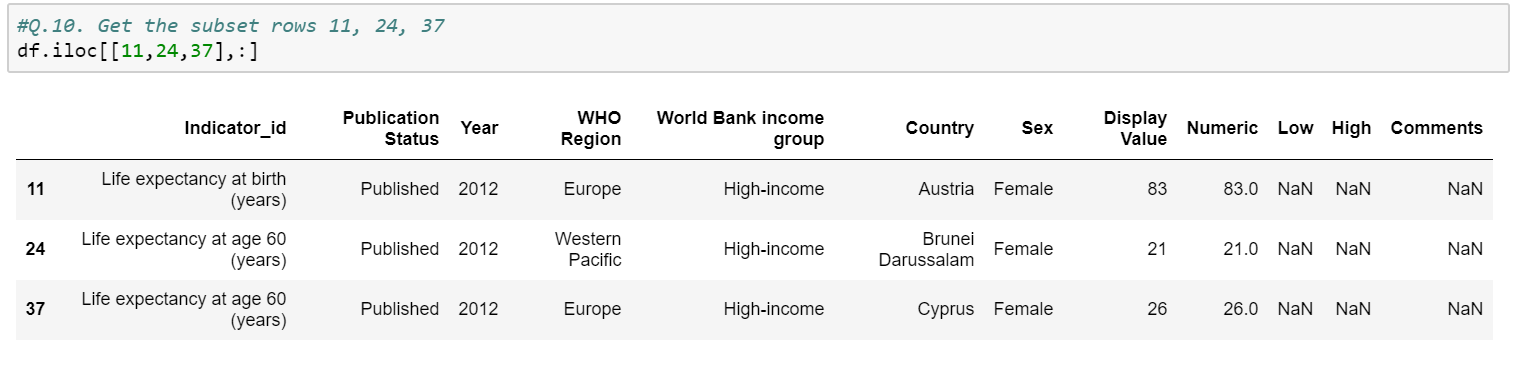 #Q.10. Get the subset rows 11, 24, 37
df.iloc[[11,24,37],:]
Indicator_id Publication Status Year WHO Region World Bank income group Country Sex Display Value Numeric Low High Comments
11 Life expectancy at birth (years) Published 2012 Europe High-income Austria Female 83 83.0 NaN NaN NaN
24 Life expectancy at age 60 (years) Published 2012 Western Pacific High-income Brunei Darussalam Female 21 21.0 NaN NaN NaN
37 Life expectancy at age 60 (years) Published 2012 Europe High-income Cyprus Female 26 26.0 NaN NaN NaN